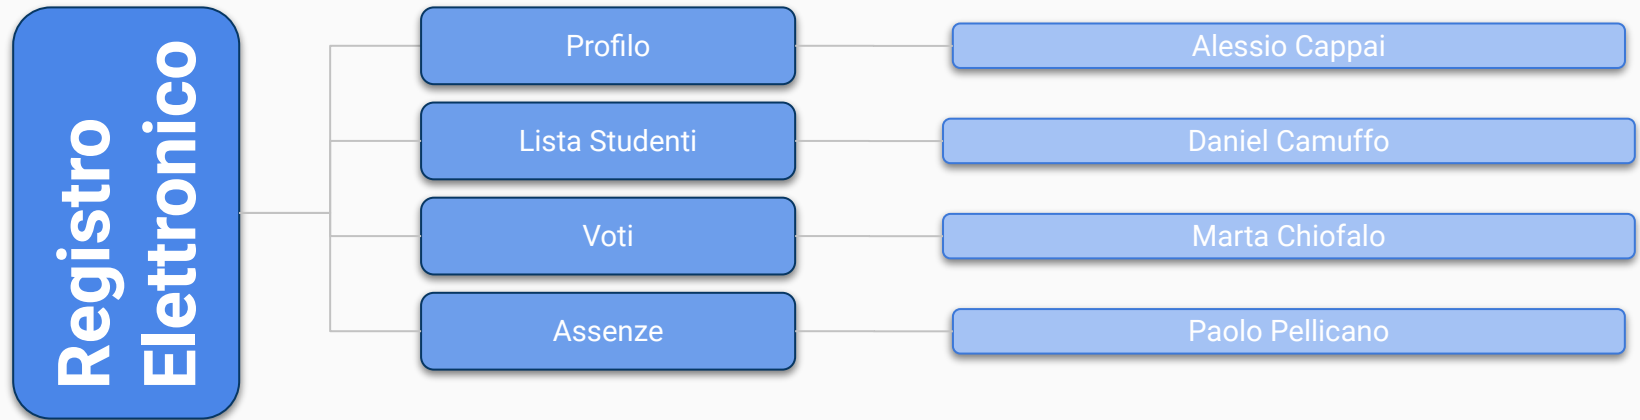 Registro
Elettronico
Profilo
Alessio Cappai
Lista Studenti
Daniel Camuffo
Voti
Marta Chiofalo
Assenze
Paolo Pellicano